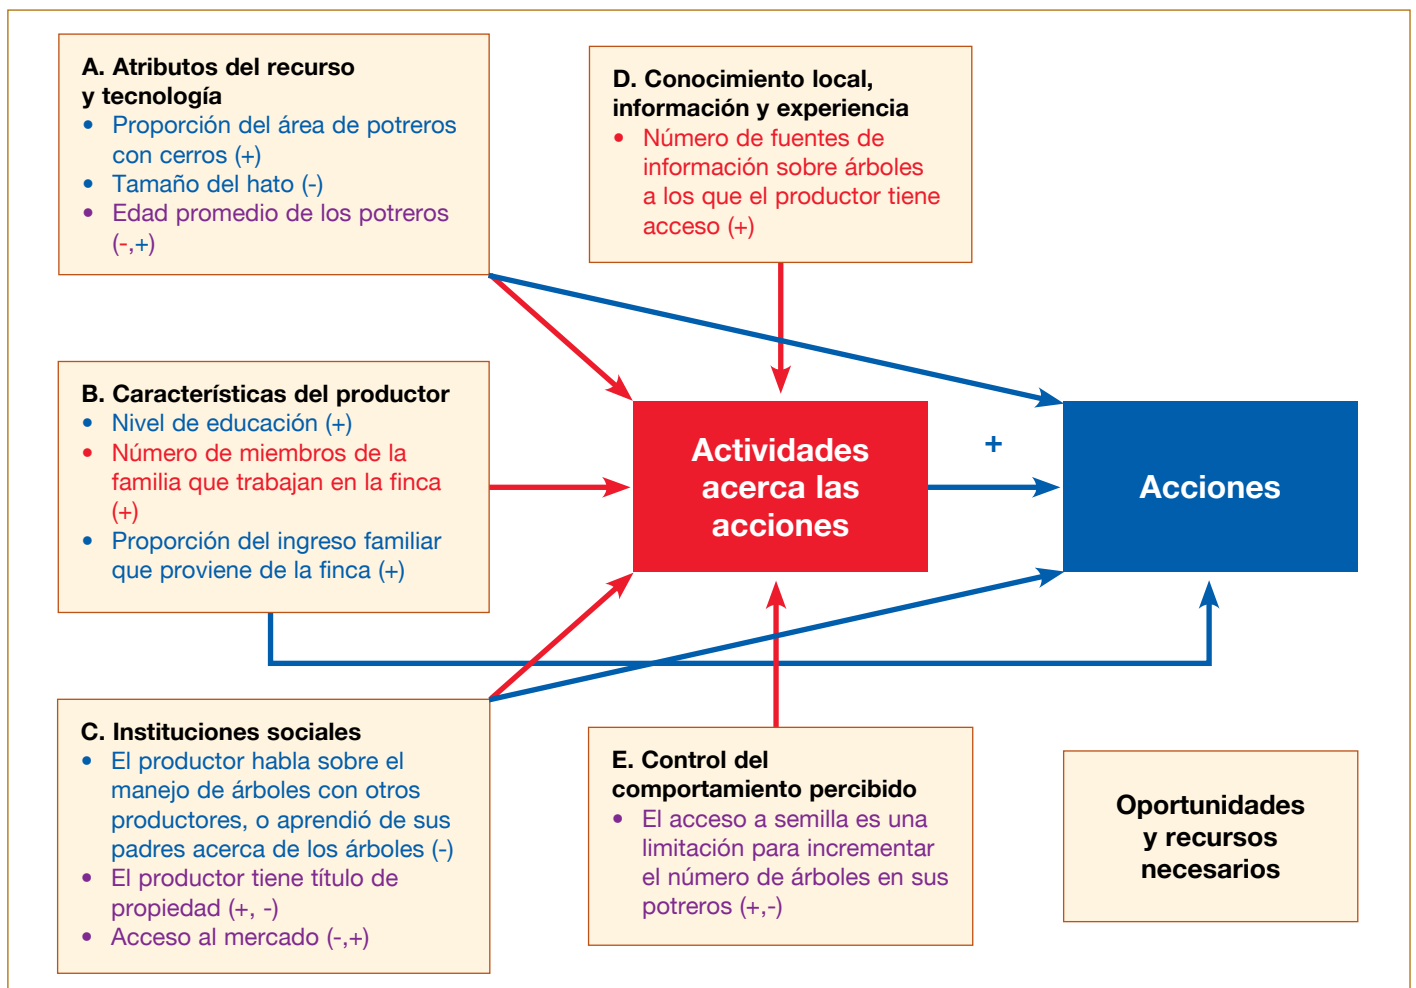 A. Atributos del recurso
y tecnología
• Proporción del área de potreros
con cerros (+)
• Tamaño del hato (-)
• Edad promedio de los potreros
(-,+)
D. Conocimiento local,
información y experiencia
• Número de fuentes de
información sobre árboles
a los que el productor tiene
acceso (+)
B. Características del productor
• Nivel de educación (+)
• Número de miembros de la
familia que trabajan en la finca
(+)
• Proporción del ingreso familiar
que proviene de la finca (+)
Actividades
acerca las
acciones
+
Acciones
C. Instituciones sociales
• El productor habla sobre el
manejo de árboles con otros
productores, o aprendió de sus
padres acerca de los árboles (-)
• El productor tiene título de
propiedad (+, -)
• Acceso al mercado (-,+)
E. Control del
comportamiento percibido
• El acceso a semilla es una
limitación para incrementar
el número de árboles en sus
potreros (+,-)
Oportunidades
y recursos
necesarios